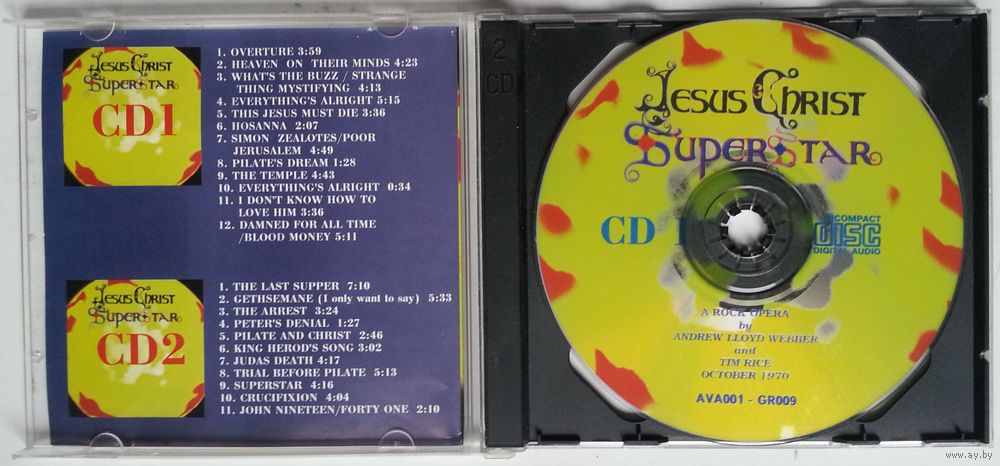 Jesus Christ
SuperStar
CD1
1. OVERTURE 3:59
2. HEAVEN ON THEIR MINDS 4:23
3. WHAT'S THE BUZZ / STRANGE
THING MYSTIFYING 4:13
4. EVERYTHING'S ALRIGHT 5:15
5. THIS JESUS MUST DIE 3:36
6. HOSANNA 2:07
7. SIMON ZEALOTES/POOR
JERUSALEM 4:49
8. PILATE'S DREAM 1:28
9. THE TEMPLE 4:43
10. EVERYTHING'S ALRIGHT 0:34
11. I DON'T KNOW HOW TO
LOVE HIM 3:36
12. DAMNED FOR ALL TIME
/BLOOD MONEY 5:11
Jesus Christ
SuperStar
CD2
1. THE LAST SUPPER 7:10
2. GETHSEMANE (I only want to say) 5:33
3. THE ARREST 3:24
4. PETER'S DENIAL 1:27
5. PILATE AND CHRIST 2:46
6. KING HEROD'S SONG 3:02
7. JUDAS DEATH 4:17
8. TRIAL BEFORE PILATE 5:13
9. SUPERSTAR 4:16
10. CRUCIFIXION 4:04
11. JOHN NINETEEN/FORTY ONE 2:10
2
CD
Jesus Christ
SuperStar
CD 1
COMPACT
disc
DIGITAL AUDIO
A ROCK OPERA
by
ANDREW LLOYD WEBBER
and
TIM RICE
OCTOBER 1970
AVA001 - GR009
www.ay.by